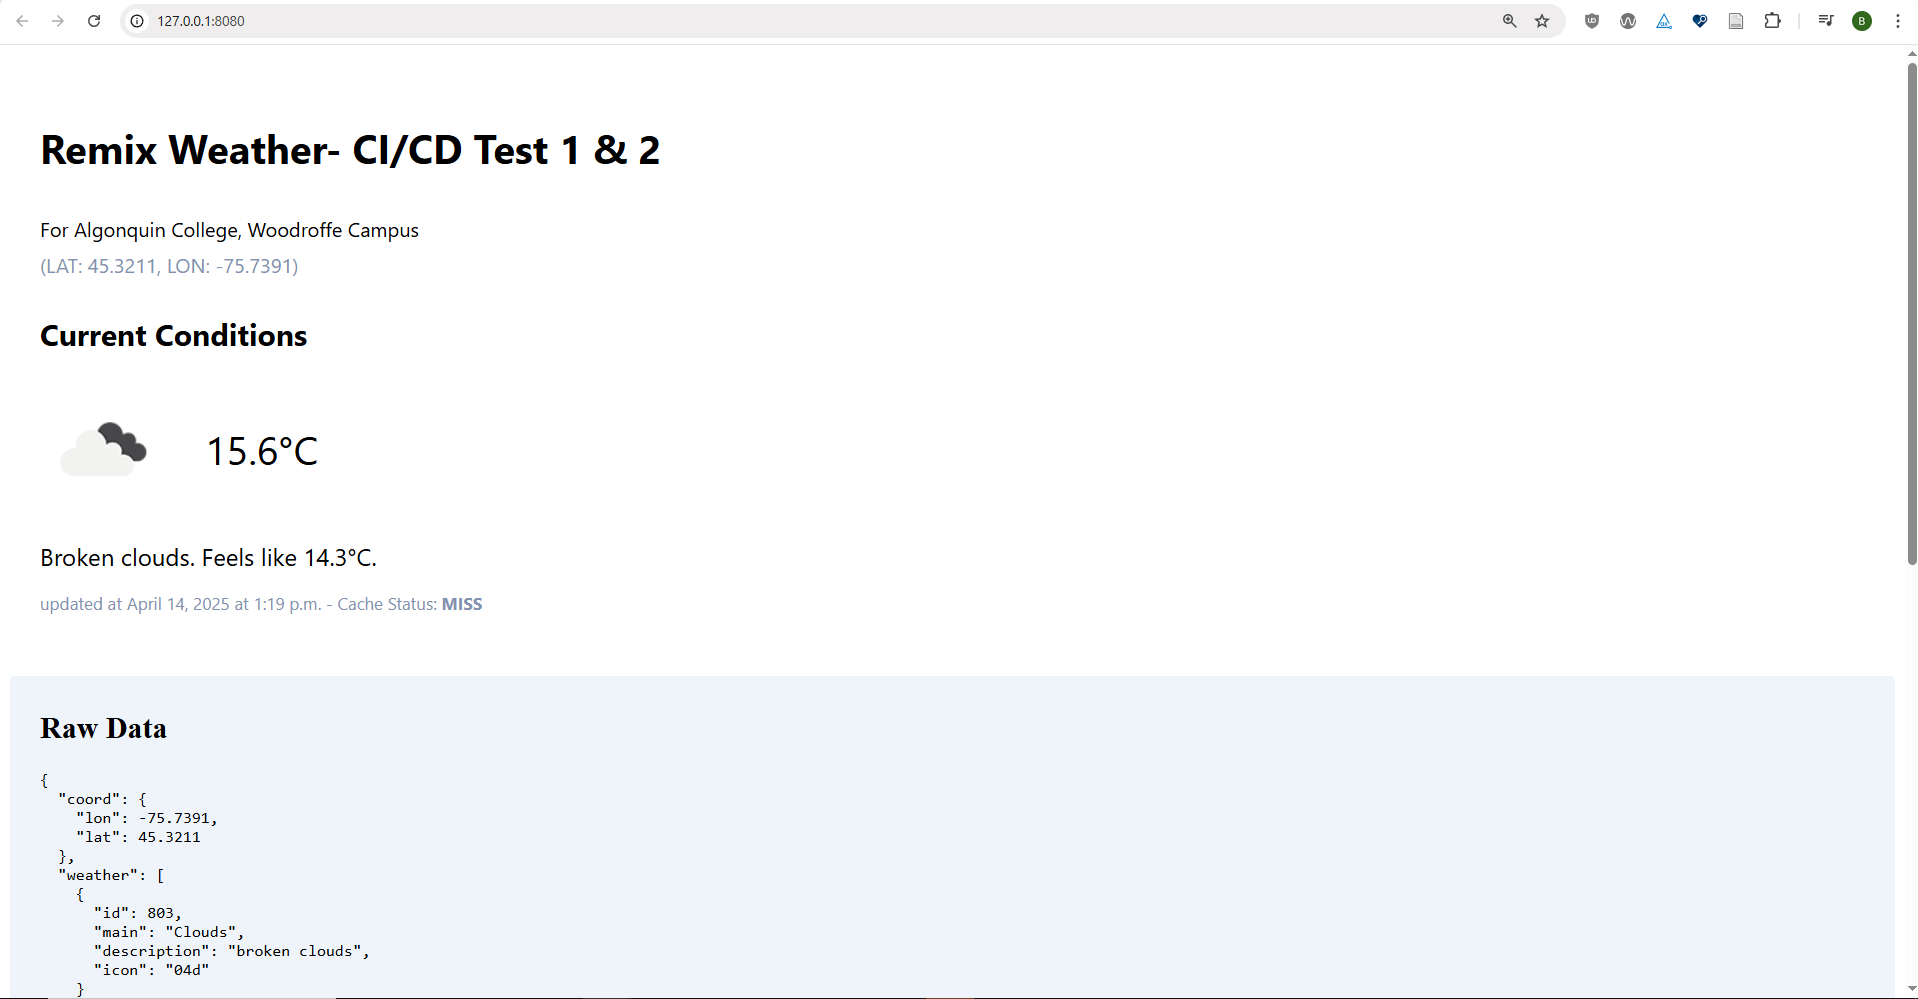 127.0.0.1:8080
B
Remix Weather- CI/CD Test 1 & 2
For Algonquin College, Woodroffe Campus
(LAT: 45.3211, LON: -75.7391)
Current Conditions
15.6°C
Broken clouds. Feels like 14.3°C.
updated at April 14, 2025 at 1:19 p.m. - Cache Status: MISS
Raw Data
{
"coord": {
"lon": -75.7391,
"lat": 45.3211
},
"weather": [
{
"id": 803,
"main": "Clouds",
"description": "broken clouds",
"icon": "04d"
}